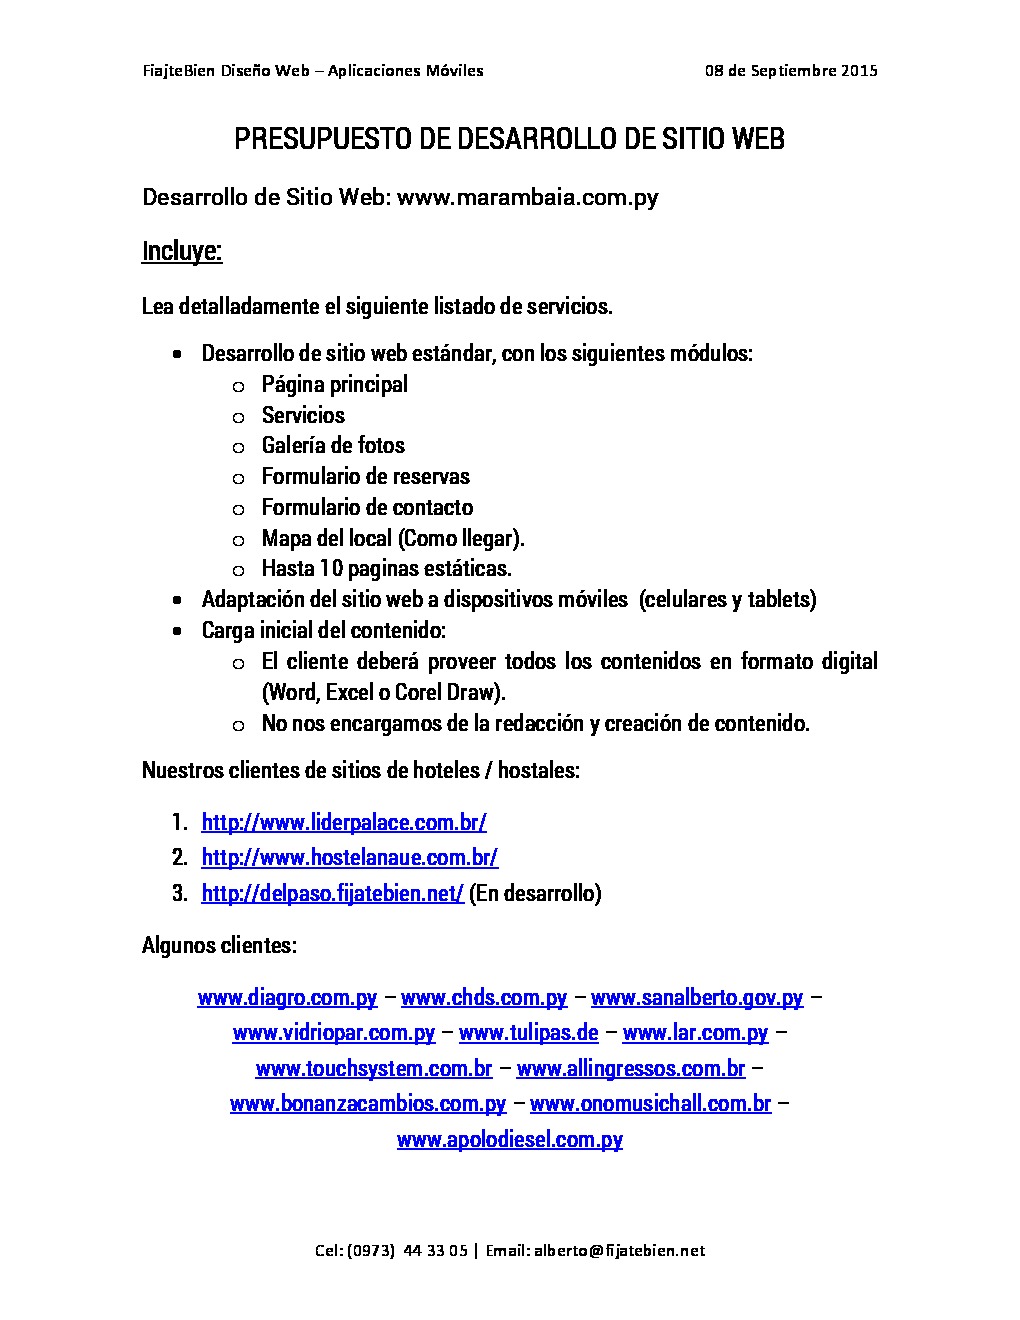 FiajteBien Diseño Web – Aplicaciones Móviles 08 de Septiembre 2015
PRESUPUESTO DE DESARROLLO DE SITIO WEB
Desarrollo de Sitio Web: www.marambaia.com.py
Incluye:
Lea detalladamente el siguiente listado de servicios.
• Desarrollo de sitio web estándar, con los siguientes módulos:
o Página principal
o Servicios
o Galería de fotos
o Formulario de reservas
o Formulario de contacto
o Mapa del local (Como llegar).
o Hasta 10 paginas estáticas.
• Adaptación del sitio web a dispositivos móviles (celulares y tablets)
• Carga inicial del contenido:
o El cliente deberá proveer todos los contenidos en formato digital
(Word, Excel o Corel Draw).
o No nos encargamos de la redacción y creación de contenido.
Nuestros clientes de sitios de hoteles / hostales:
1. http://www.liderpalace.com.br/
2. http://www.hostelanaue.com.br/
3. http://delpaso.fijatebien.net/ (En desarrollo)
Algunos clientes:
www.diagro.com.py – www.chds.com.py – www.sanalberto.gov.py –
www.vidriopar.com.py – www.tulipas.de – www.lar.com.py –
www.touchsystem.com.br – www.allingressos.com.br –
www.bonanzacambios.com.py – www.onomusichall.com.br –
www.apolodiesel.com.py
Cel: (0973) 44 33 05 | Email: alberto@fijatebien.net